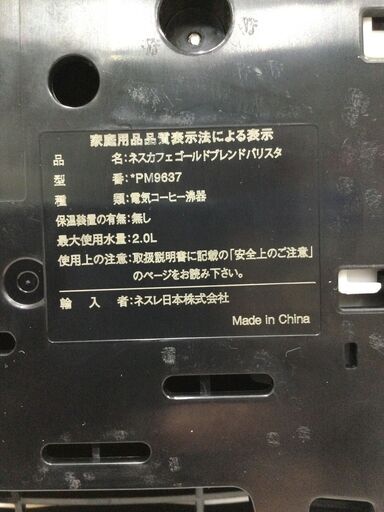 家庭用品品質表示法による表示
品　　　名：ネスカフェゴールドブレンドバリスタ
型　　　番：*PM9637
種　　　類：電気コーヒー沸器
保温装置の有無：無し
最大使用水量：2.0L
使用上の注意：取扱説明書に記載の「安全上のご注意」
のページをお読み下さい。
輸　入　者：ネスレ日本株式会社
Made in China